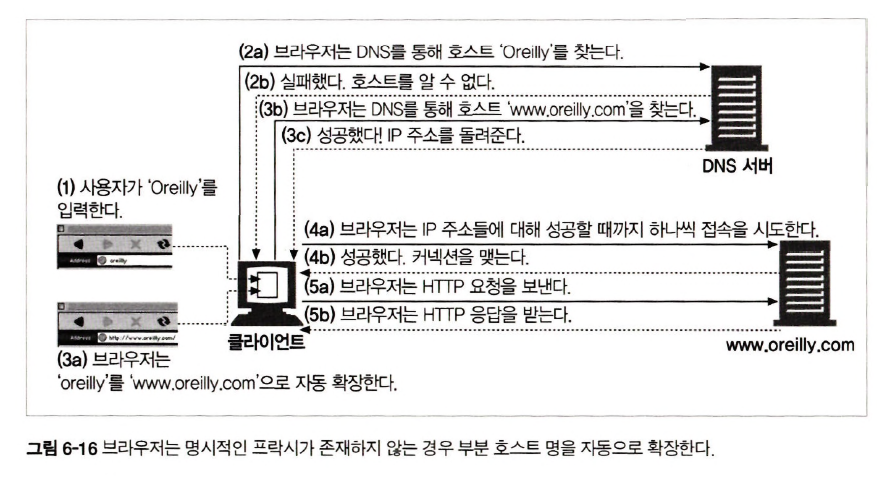 (2a) 브라우저는 DNS를 통해 호스트 'Oreilly'를 찾는다.
(2b) 실패했다. 호스트를 알 수 없다.
(3b) 브라우저는 DNS를 통해 호스트 'www.oreilly.com'을 찾는다.
(3c) 성공했다! IP 주소를 돌려준다.
DNS 서버
(1) 사용자가 'Oreilly'를
입력한다.
Address oreilly
(4a) 브라우저는 IP 주소들에 대해 성공할 때까지 하나씩 접속을 시도한다.
(4b) 성공했다. 커넥션을 맺는다.
(5a) 브라우저는 HTTP 요청을 보낸다.
(5b) 브라우저는 HTTP 응답을 받는다.
Address http://www.oreilly.com/
클라이언트
www.oreilly.com
(3a) 브라우저는
'oreilly'를 'www.oreilly.com'으로 자동 확장한다.
그림 6-16 브라우저는 명시적인 프락시가 존재하지 않는 경우 부분 호스트 명을 자동으로 확장한다.